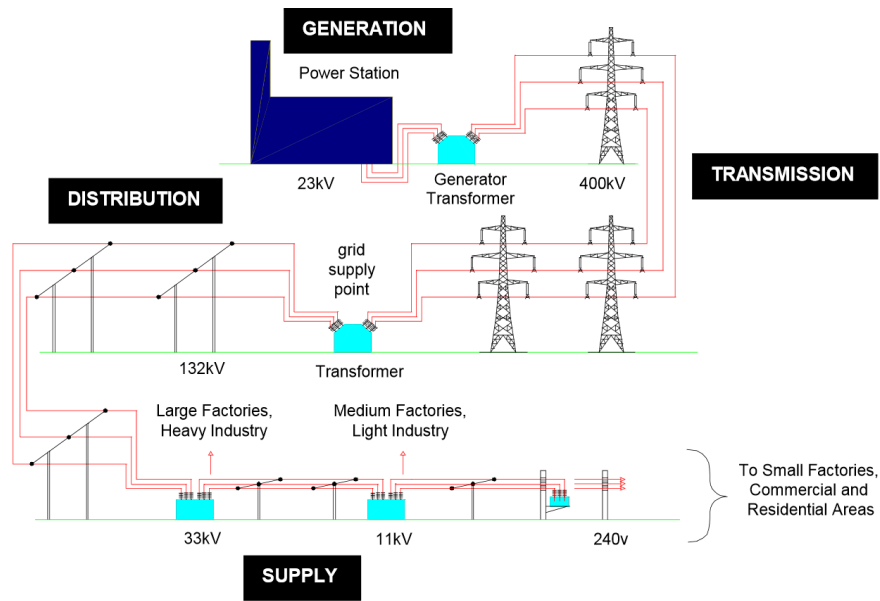 GENERATION
Power Station
23kV
Generator
Transformer
400kV
TRANSMISSION
DISTRIBUTION
grid
supply
point
132kV
Transformer
Large Factories,
Heavy Industry
Medium Factories,
Light Industry
To Small Factories,
Commercial and
Residential Areas
33kV
11kV
240v
SUPPLY